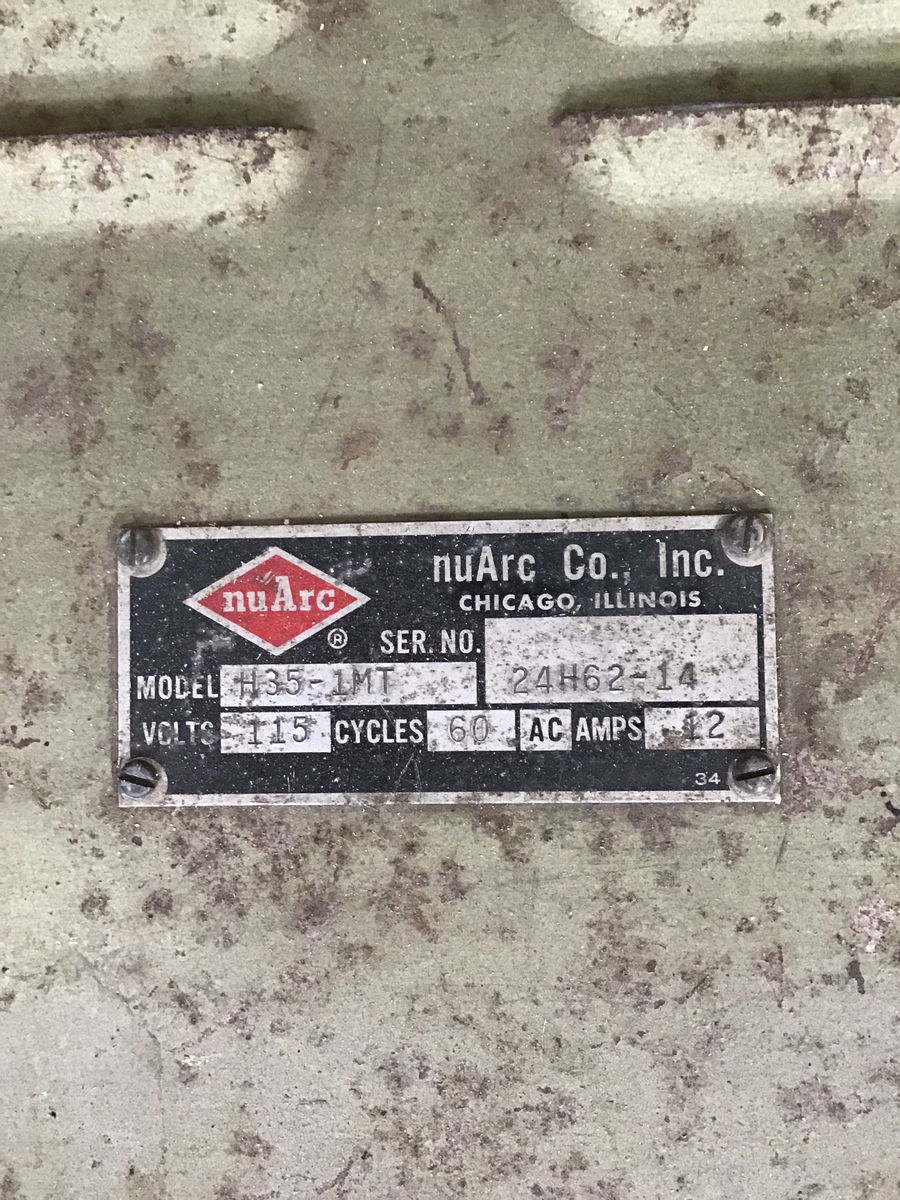 nuArc
®
nuArc Co., Inc.
CHICAGO, ILLINOIS
SER. NO. 24H62-14
MODEL H35-1MT
VOLTS 115 CYCLES 60 AC AMPS 12
34